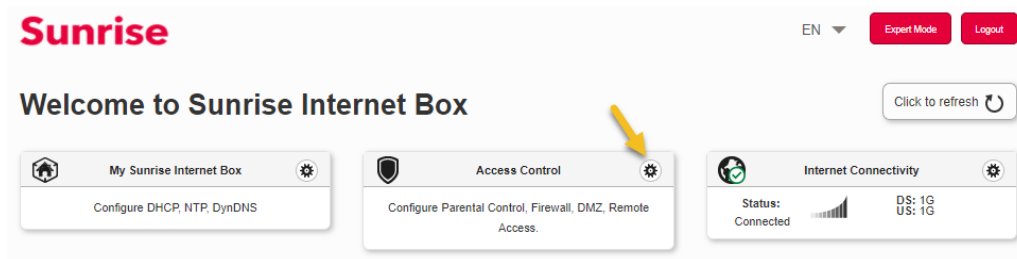 Sunrise
EN
Expert Mode
Logout
Welcome to Sunrise Internet Box
Click to refresh
My Sunrise Internet Box
Configure DHCP, NTP, DynDNS
Access Control
Configure Parental Control, Firewall, DMZ, Remote
Access.
Internet Connectivity
Status:
Connected
DS: 1G
US: 1G